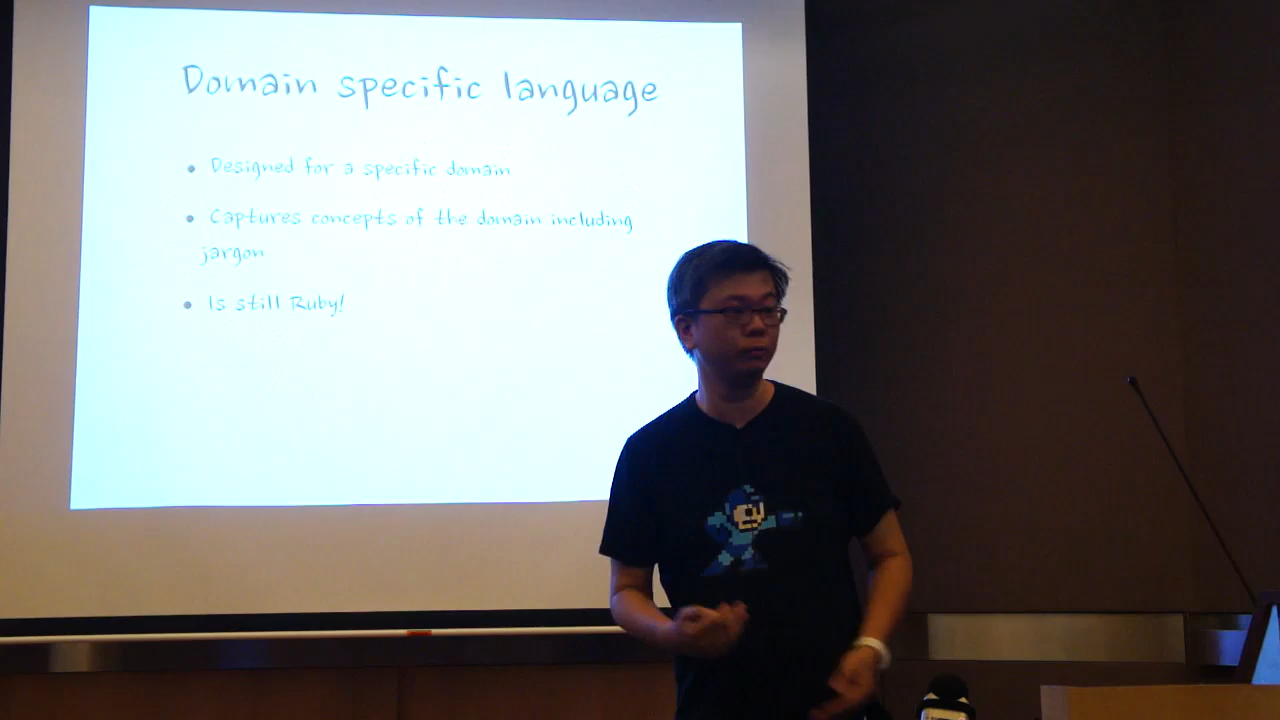 Domain specific language
• Designed for a specific domain
• Captures concepts of the domain including
jargon
• Is still Ruby!